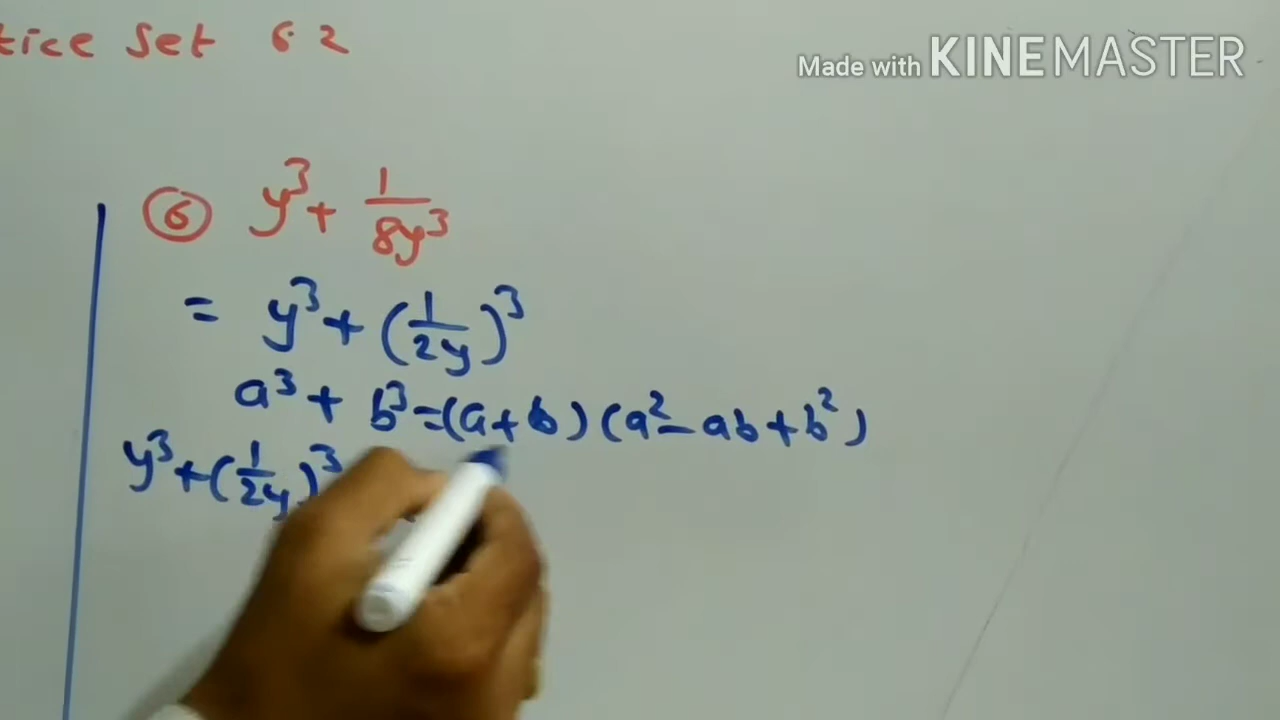 Set 6.2
Made with KINEMASTER
⑥ y³ + 1/8y³
= y³ + (1/2y)³
a³ + b³ = (a+b)(a² - ab + b²)
y³ + (1/2y)³